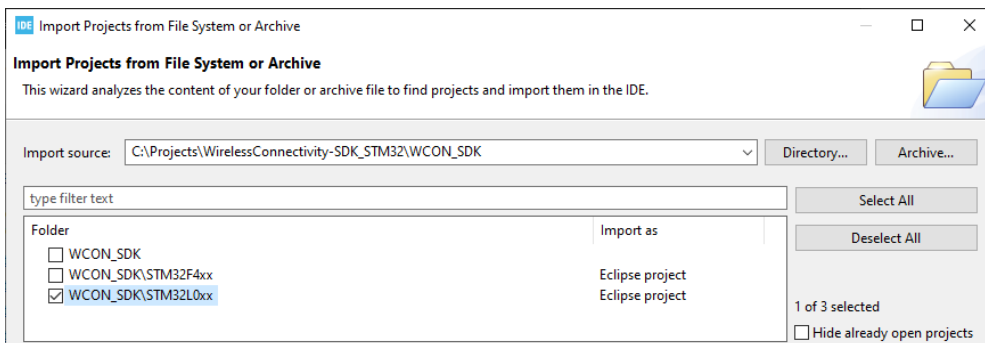 IDE Import Projects from File System or Archive
Import Projects from File System or Archive
This wizard analyzes the content of your folder or archive file to find projects and import them in the IDE.
Import source: C:\Projects\WirelessConnectivity-SDK_STM32\WCON_SDK Directory... Archive...
type filter text Select All
Folder Import as
Deselect All
WCON_SDK
WCON_SDK\STM32F4xx Eclipse project
WCON_SDK\STM32L0xx Eclipse project
1 of 3 selected
Hide already open projects